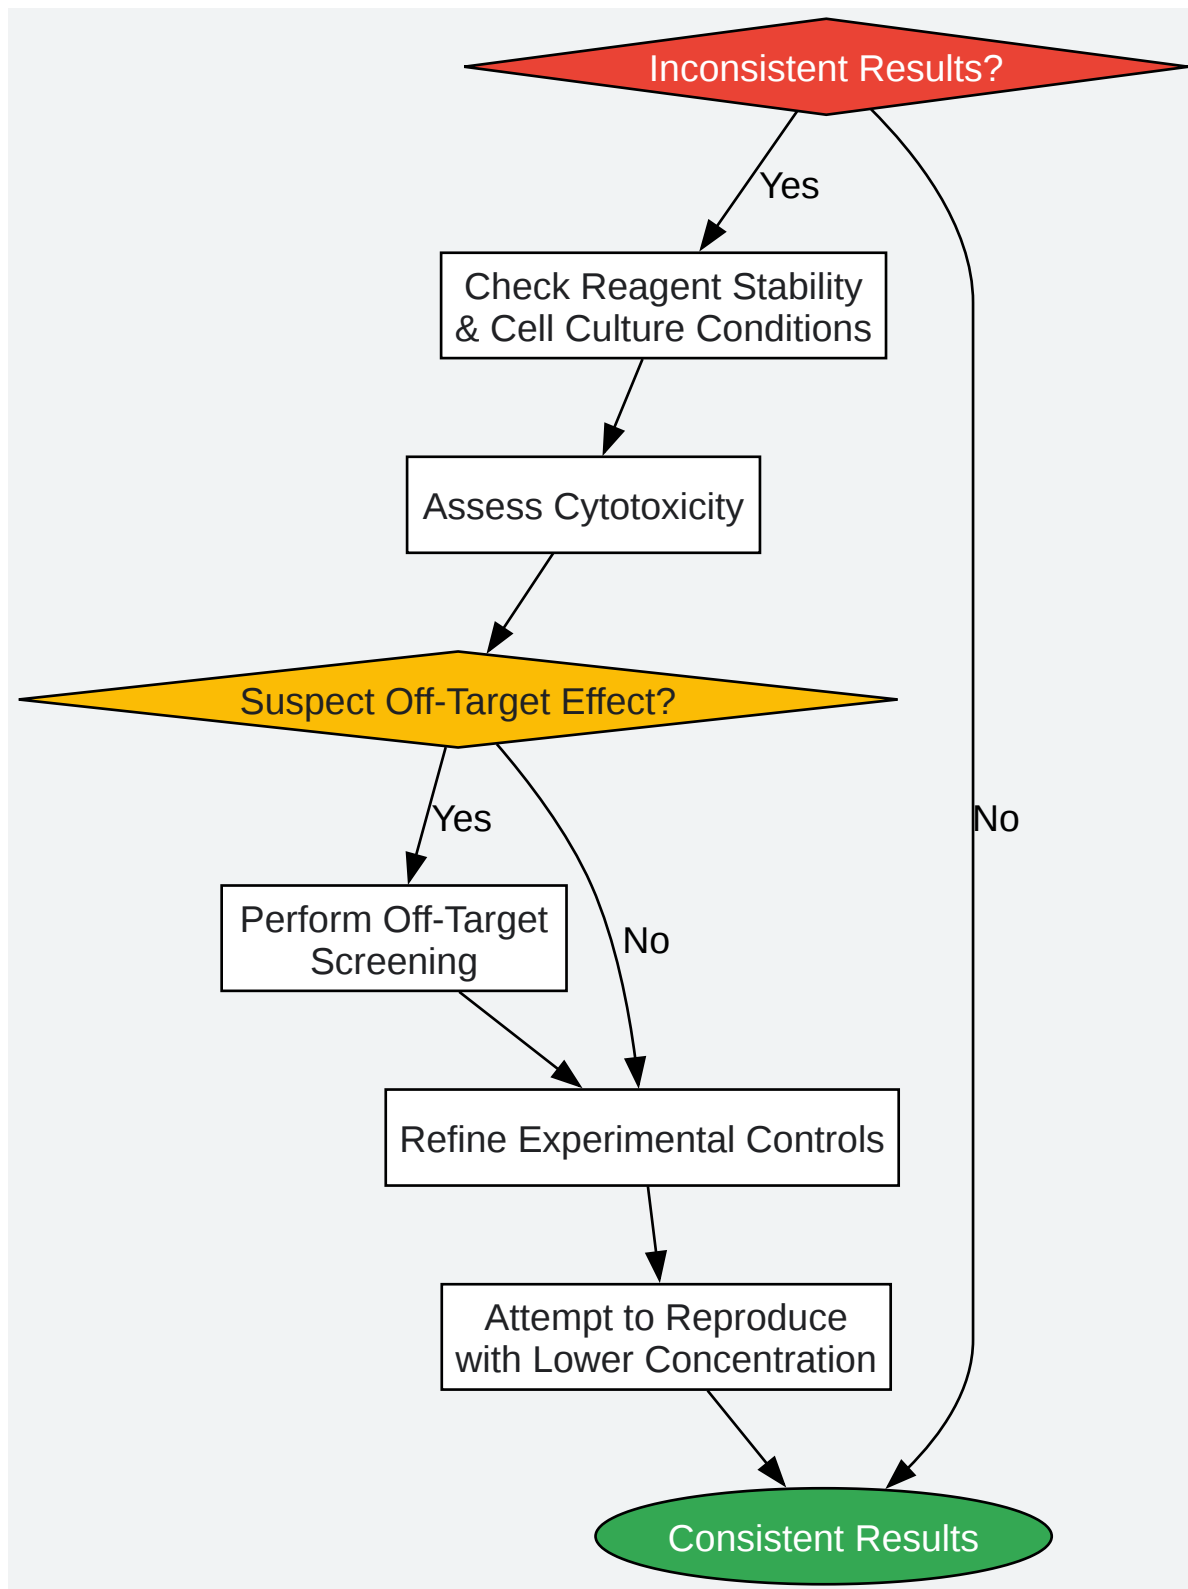 Inconsistent Results?
Yes
Check Reagent Stability
& Cell Culture Conditions
Assess Cytotoxicity
Suspect Off-Target Effect?
Yes
No
Perform Off-Target
Screening
No
Refine Experimental Controls
Attempt to Reproduce
with Lower Concentration
Consistent Results